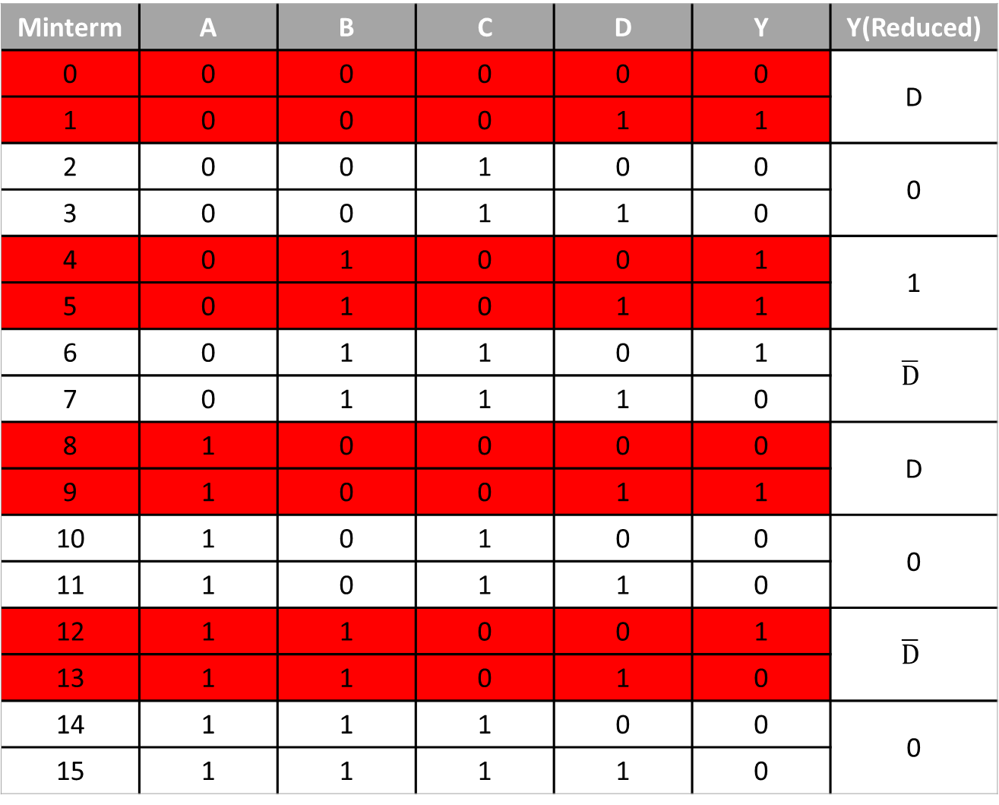 Minterm A B C D Y Y(Reduced)
0 0 0 0 0 0 D
1 0 0 0 1 1
2 0 0 1 0 0 0
3 0 0 1 1 0
4 0 1 0 0 1 1
5 0 1 0 1 1
6 0 1 1 0 1 D̅
7 0 1 1 1 0
8 1 0 0 0 0 D
9 1 0 0 1 1
10 1 0 1 0 0 0
11 1 0 1 1 0
12 1 1 0 0 1 D̅
13 1 1 0 1 0
14 1 1 1 0 0 0
15 1 1 1 1 0